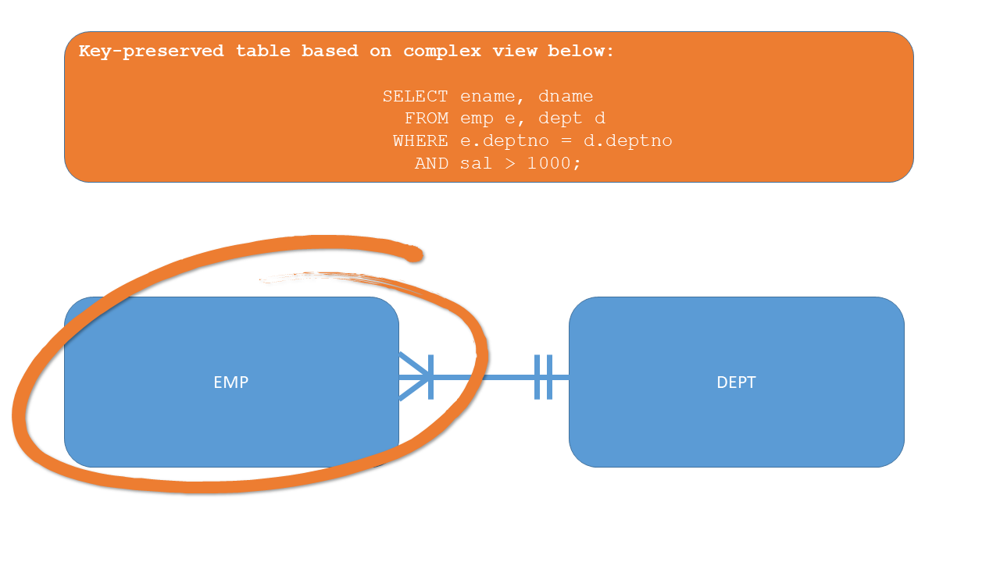 Key-preserved table based on complex view below:
SELECT ename, dname
FROM emp e, dept d
WHERE e.deptno = d.deptno
AND sal > 1000;
EMP
DEPT